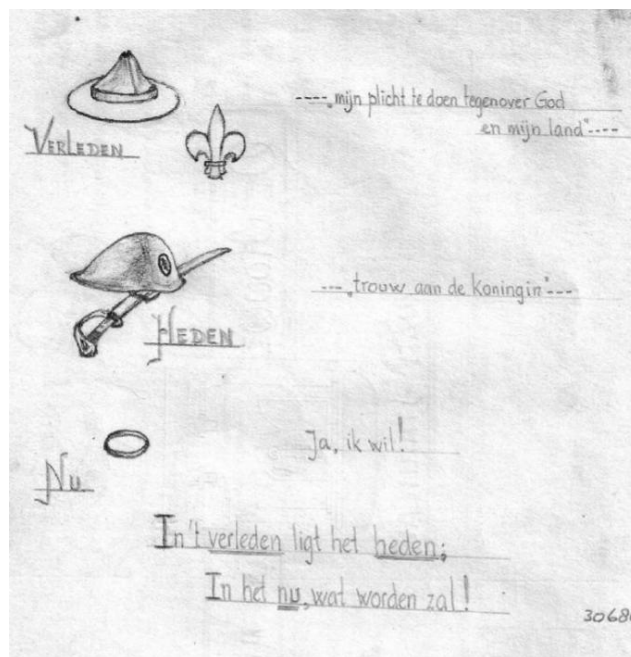 ----„mijn plicht te doen tegenover God
en mijn land"----
VERLEDEN
---„trouw aan de koningin"---
HEDEN
Ja, ik wil!
Nu.
In 't verleden ligt het heden;
In het nu, wat worden zal!